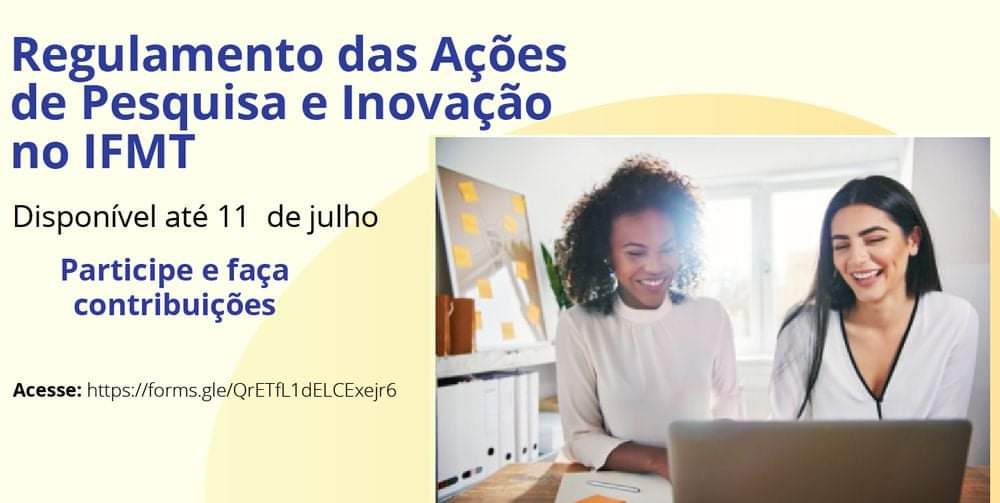 Regulamento das Ações
de Pesquisa e Inovação
no IFMT
Disponível até 11 de julho
Participe e faça
contribuições
Acesse: https://forms.gle/QrETfL1dELCExejr6